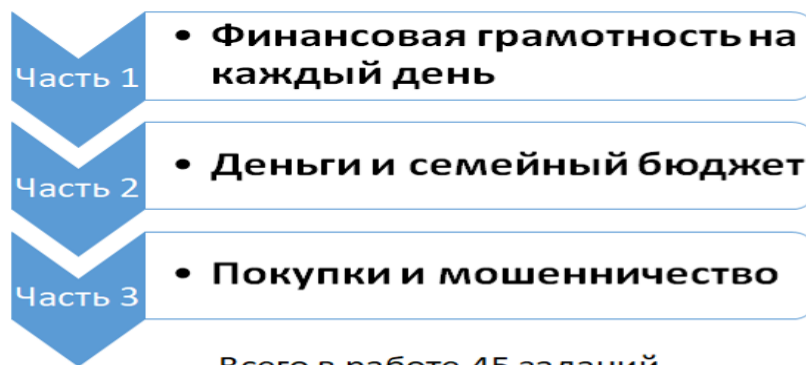 Часть 1
• Финансовая грамотность на
каждый день
Часть 2
• Деньги и семейный бюджет
Часть 3
• Покупки и мошенничество
Всего в работе 45 заданий